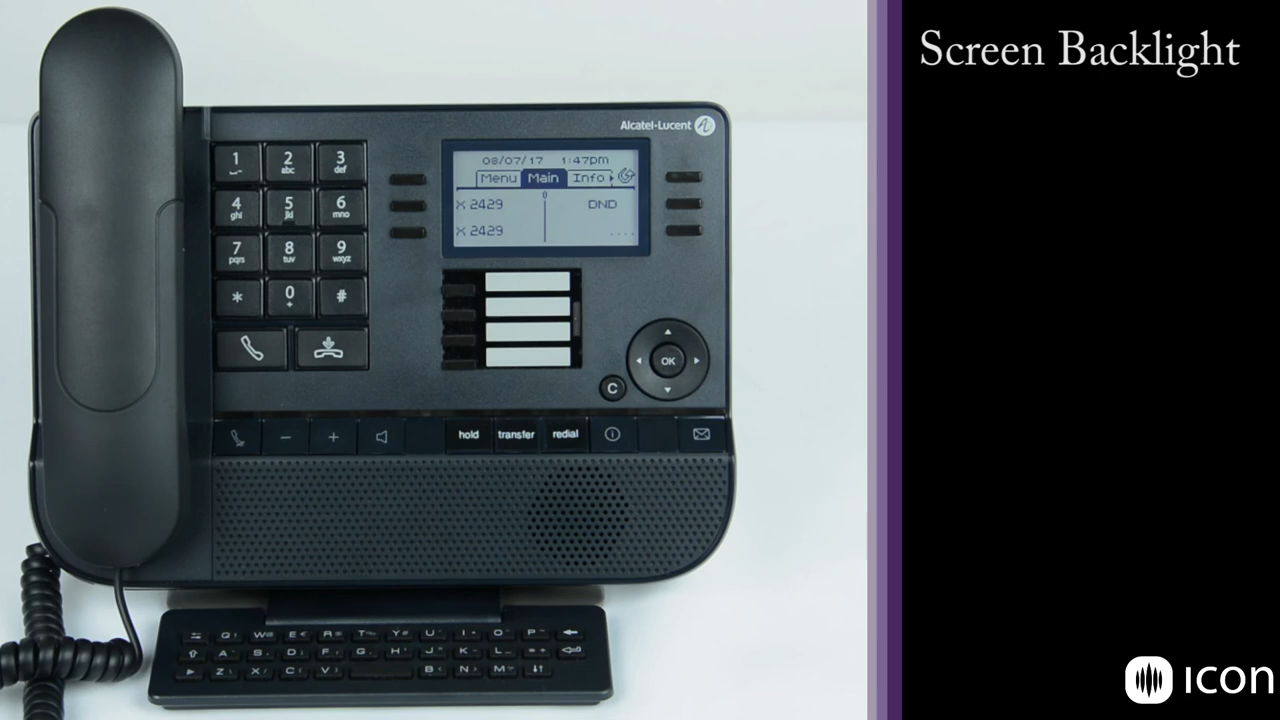 Screen Backlight
Alcatel-Lucent
08/07/17 1:47pm
Menu Main Info
0
X 2429 DND
X 2429 ....
1 2 abc 3 def
4 ghi 5 jkl 6 mno
7 pqrs 8 tuv 9 wxyz
* 0 + #
OK
C
− + hold transfer redial i
Q W E R T Y U I O P
A S D F G H J K L
Z X C V B N M
icon